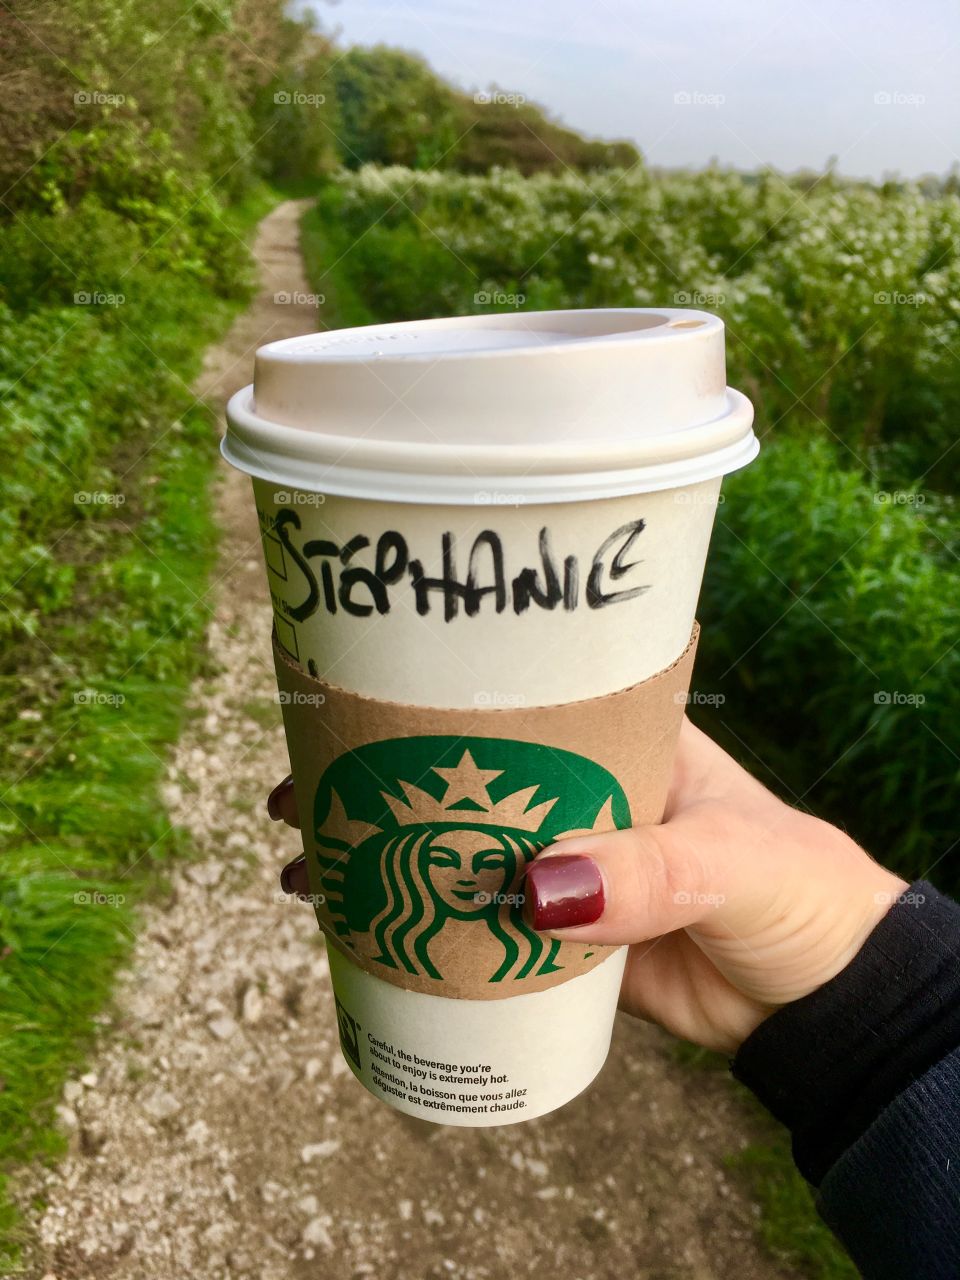 STEPHANIE
Careful, the beverage you're
about to enjoy is extremely hot.
Attention, la boisson que vous allez
déguster est extrêmement chaude.
foap